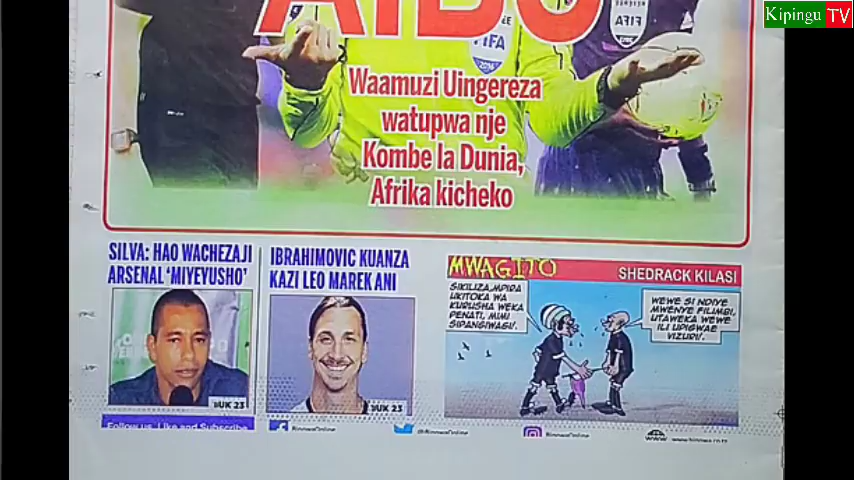 Kipingu TV
AIBU
FIFA
FIFA
Waamuzi Uingereza
watupwa nje
Kombe la Dunia,
Afrika kicheko
SILVA: HAO WACHEZAJI
ARSENAL ‘MIYEYUSHO’
UK 23
IBRAHIMOVIC KUANZA
KAZI LEO MAREKANI
UK 23
MWAGITO
SHEDRACK KILASI
SIKILIZA, MPIRA
UKITOKA WA
KURUSHA WEKA
PENATI, MIMI
SIPANGIWAGI!.
WEWE SI NDIYE
MWENYE FILIMBI,
UTAWEKA WEWE
ILI UPIGWAE
VIZURI!.
Follow us, Like and Subscribe